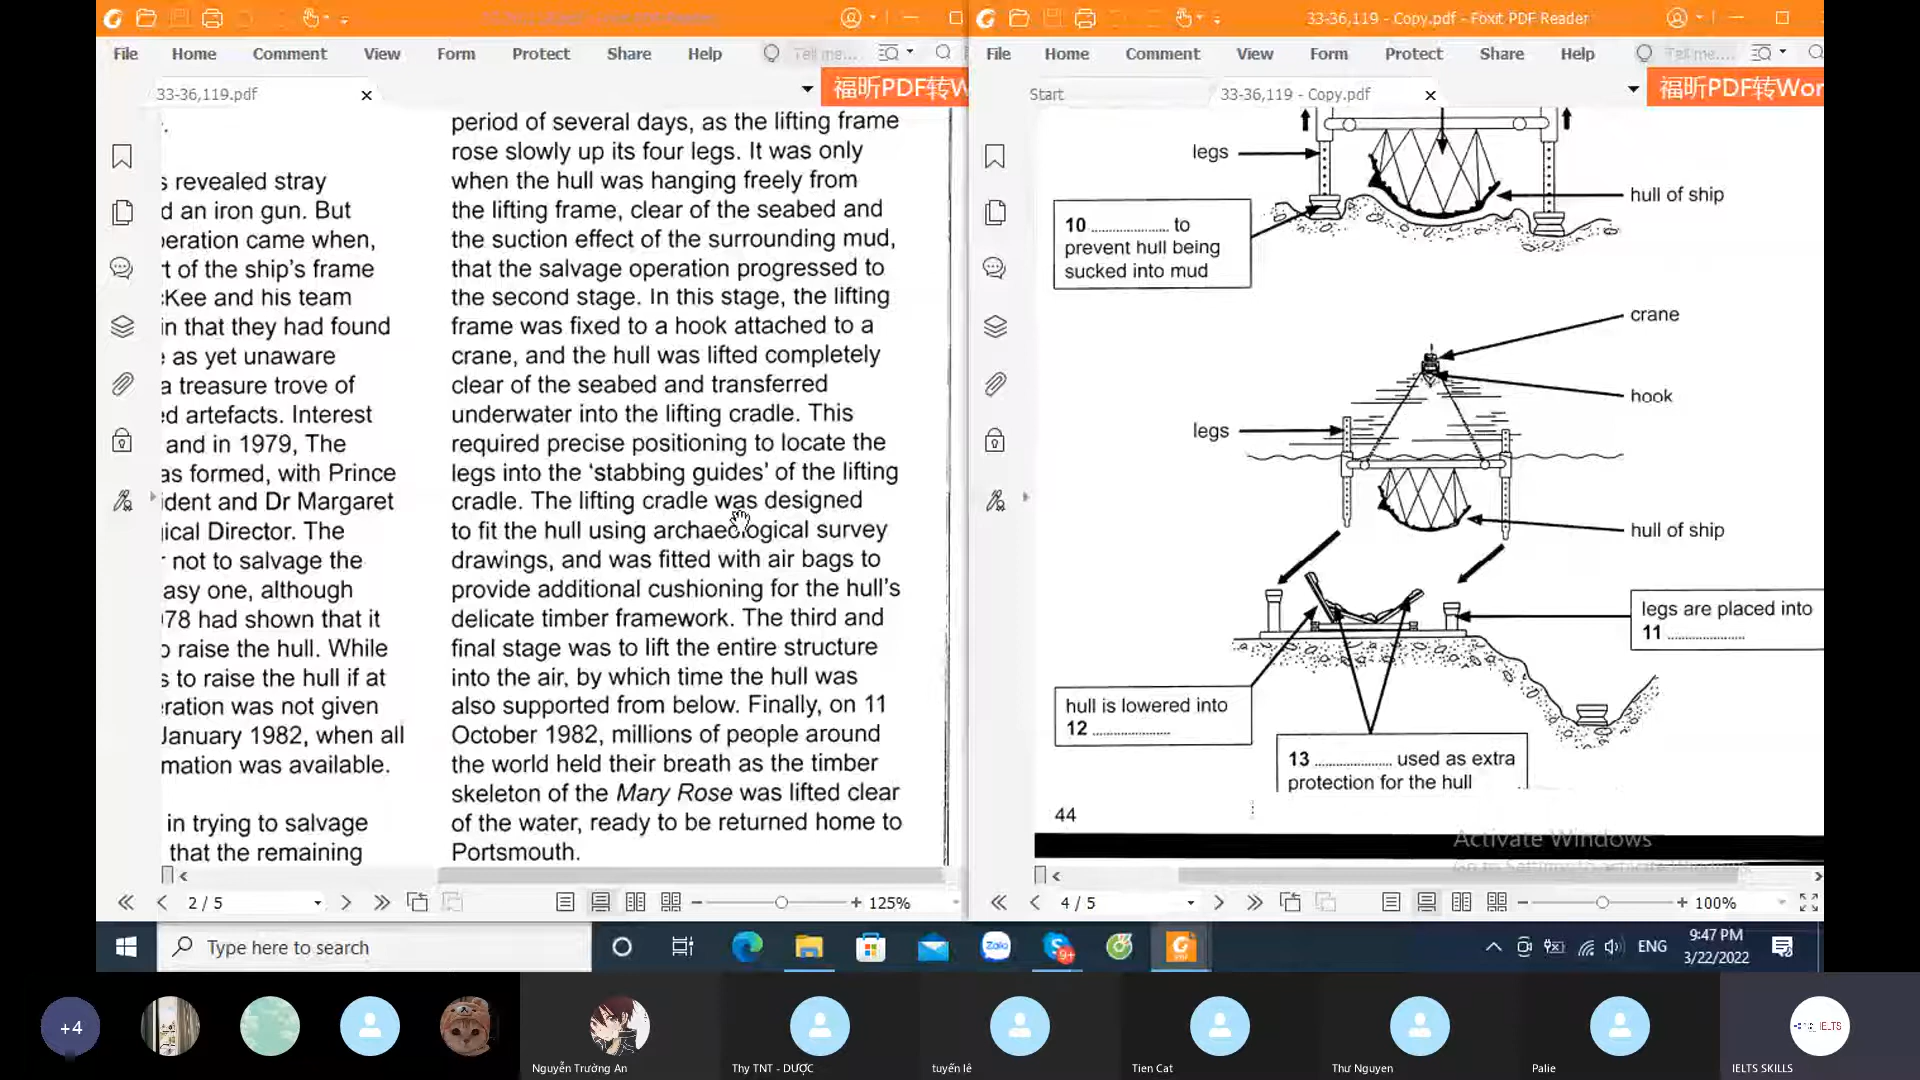 33-36,119 - Copy.pdf - Foxit PDF Reader
File Home Comment View Form Protect Share Help Tell me...
File Home Comment View Form Protect Share Help Tell me....
33-36,119.pdf
福昕PDF转W
Start 33-36,119 - Copy.pdf
福昕PDF转Wor
s revealed stray
d an iron gun. But
eration came when,
t of the ship's frame
Kee and his team
in that they had found
as yet unaware
a treasure trove of
ed artefacts. Interest
and in 1979, The
as formed, with Prince
ident and Dr Margaret
ical Director. The
not to salvage the
asy one, although
78 had shown that it
o raise the hull. While
s to raise the hull if at
eration was not given
January 1982, when all
mation was available.
in trying to salvage
that the remaining
period of several days, as the lifting frame
rose slowly up its four legs. It was only
when the hull was hanging freely from
the lifting frame, clear of the seabed and
the suction effect of the surrounding mud,
that the salvage operation progressed to
the second stage. In this stage, the lifting
frame was fixed to a hook attached to a
crane, and the hull was lifted completely
clear of the seabed and transferred
underwater into the lifting cradle. This
required precise positioning to locate the
legs into the ‘stabbing guides’ of the lifting
cradle. The lifting cradle was designed
to fit the hull using archaeological survey
drawings, and was fitted with air bags to
provide additional cushioning for the hull's
delicate timber framework. The third and
final stage was to lift the entire structure
into the air, by which time the hull was
also supported from below. Finally, on 11
October 1982, millions of people around
the world held their breath as the timber
skeleton of the Mary Rose was lifted clear
of the water, ready to be returned home to
Portsmouth.
legs
hull of ship
10 .................... to
prevent hull being
sucked into mud
crane
hook
legs
hull of ship
legs are placed into
11 ....................
hull is lowered into
12 ....................
13 .................... used as extra
protection for the hull
44
Activate Windows
2 / 5
125%
4 / 5
100%
Type here to search
Zalo
9+
ENG
9:47 PM
3/22/2022
+4
Nguyễn Trường An
Thy TNT - DƯỢC
tuyến lê
Tien Cat
Thư Nguyen
Palie
IELTS
IELTS SKILLS